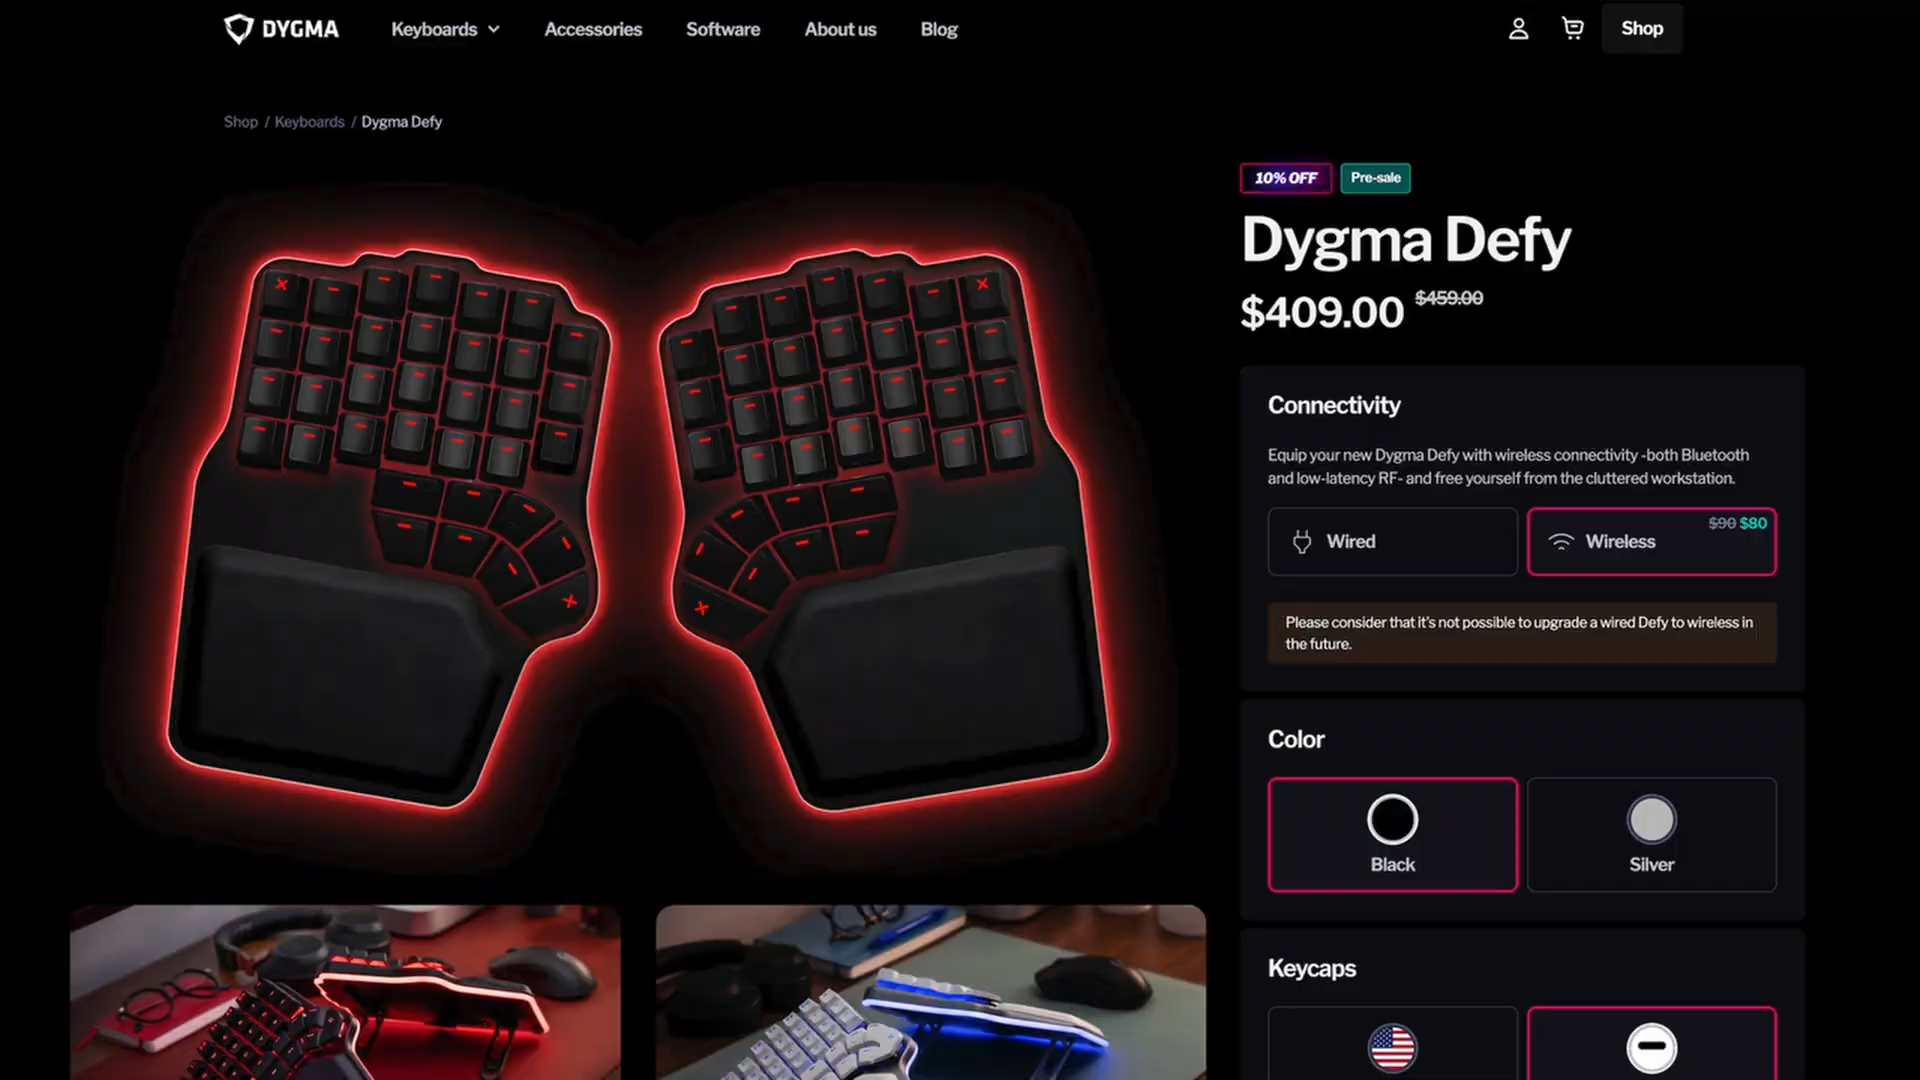 DYGMA
Keyboards
Accessories
Software
About us
Blog
Shop
Shop / Keyboards / Dygma Defy
10% OFF
Pre-sale
Dygma Defy
$409.00 $459.00
Connectivity
Equip your new Dygma Defy with wireless connectivity -both Bluetooth
and low-latency RF- and free yourself from the cluttered workstation.
Wired
Wireless
$90 $80
Please consider that it's not possible to upgrade a wired Defy to wireless in
the future.
Color
Black
Silver
Keycaps